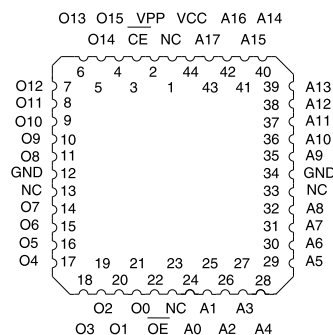 O13 O15 VPP VCC A16 A14
O14 CE NC A17 A15
6 4 2 44 42 40
5 3 1 43 41
O12 7 39 A13
O11 8 38 A12
O10 9 37 A11
O9 10 36 A10
O8 11 35 A9
GND 12 34 GND
NC 13 33 NC
O7 14 32 A8
O6 15 31 A7
O5 16 30 A6
O4 17 29 A5
19 21 23 25 27
18 20 22 24 26 28
O2 O0 NC A1 A3
O3 O1 OE A0 A2 A4